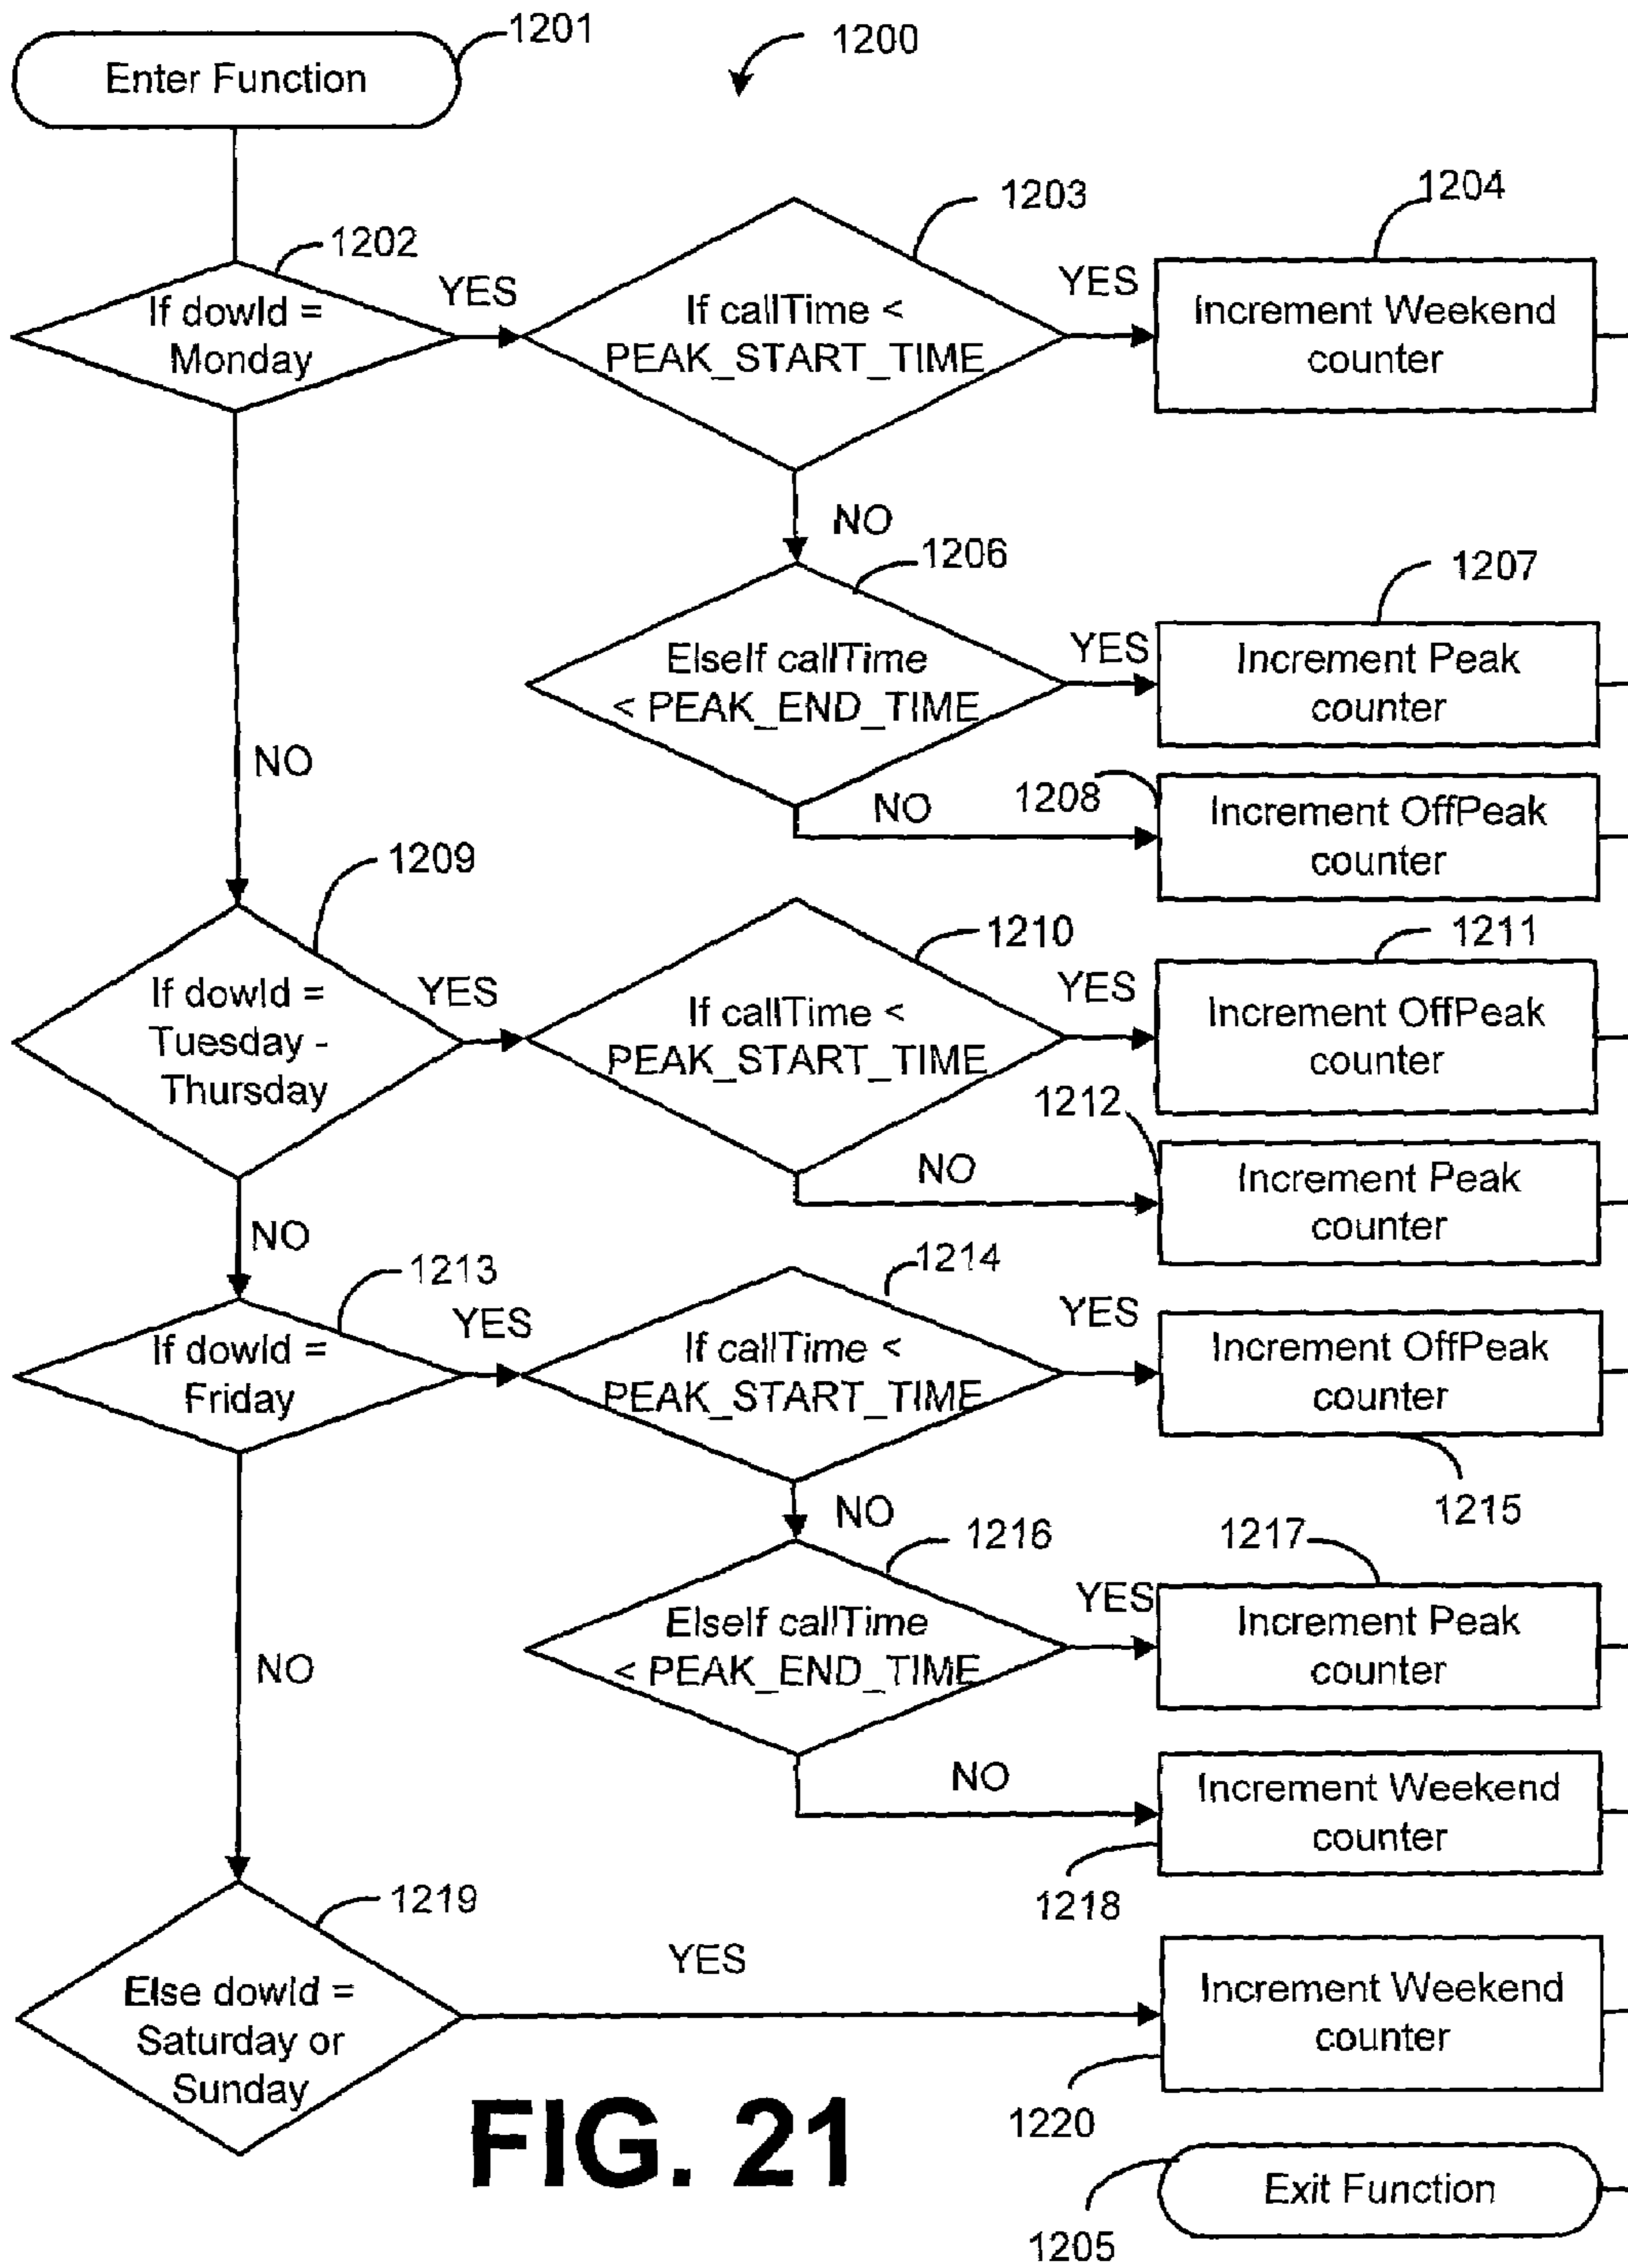 1201
1200
Enter Function
1203
1204
1202
YES
YES
If dowId =
Monday
If callTime <
PEAK_START_TIME
Increment Weekend
counter
NO
1206
1207
ElseIf callTime
< PEAK_END_TIME
YES
Increment Peak
counter
NO
NO
1208
Increment OffPeak
counter
1209
1210
1211
If dowId =
Tuesday -
Thursday
YES
If callTime <
PEAK_START_TIME
YES
Increment OffPeak
counter
1212
NO
Increment Peak
counter
NO
1213
1214
YES
YES
If dowId =
Friday
If callTime <
PEAK_START_TIME
Increment OffPeak
counter
1215
NO
1216
1217
YES
ElseIf callTime
< PEAK_END_TIME
Increment Peak
counter
NO
NO
Increment Weekend
counter
1218
1219
YES
Else dowId =
Saturday or
Sunday
Increment Weekend
counter
1220
FIG. 21
Exit Function
1205